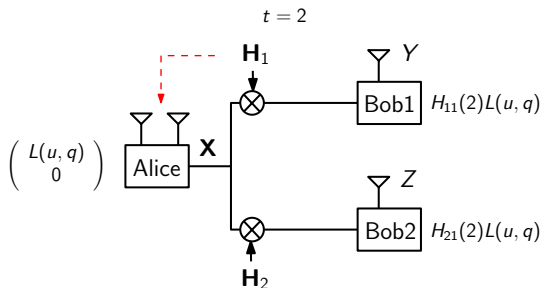 t = 2
H₁
Y
Bob1
H₁₁(2)L(u, q)
( L(u, q)
0 )
Alice
X
Z
Bob2
H₂₁(2)L(u, q)
H₂